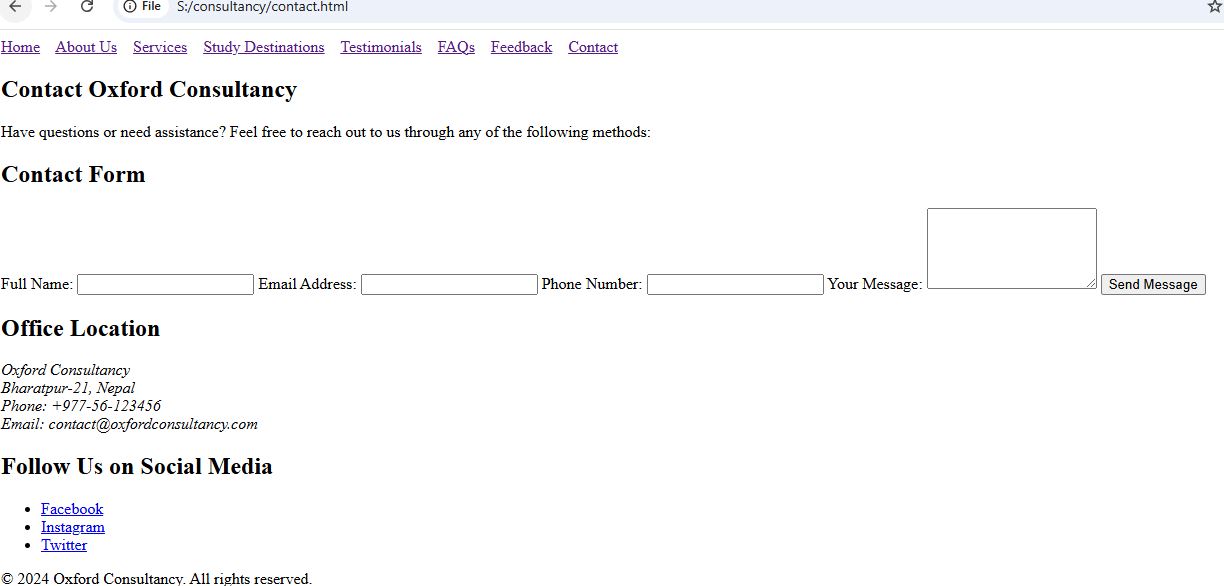 File S:/consultancy/contact.html
Home About Us Services Study Destinations Testimonials FAQs Feedback Contact
Contact Oxford Consultancy
Have questions or need assistance? Feel free to reach out to us through any of the following methods:
Contact Form
Full Name: Email Address: Phone Number: Your Message: Send Message
Office Location
Oxford Consultancy
Bharatpur-21, Nepal
Phone: +977-56-123456
Email: contact@oxfordconsultancy.com
Follow Us on Social Media
Facebook
Instagram
Twitter
© 2024 Oxford Consultancy. All rights reserved.